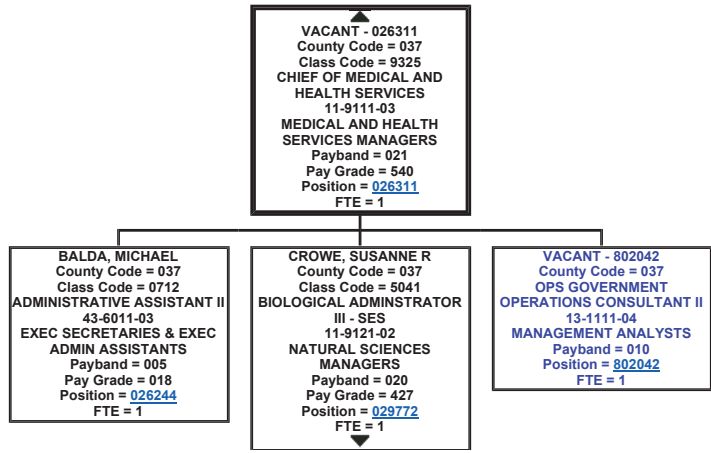 VACANT - 026311
County Code = 037
Class Code = 9325
CHIEF OF MEDICAL AND
HEALTH SERVICES
11-9111-03
MEDICAL AND HEALTH
SERVICES MANAGERS
Payband = 021
Pay Grade = 540
Position = 026311
FTE = 1
BALDA, MICHAEL
County Code = 037
Class Code = 0712
ADMINISTRATIVE ASSISTANT II
43-6011-03
EXEC SECRETARIES & EXEC
ADMIN ASSISTANTS
Payband = 005
Pay Grade = 018
Position = 026244
FTE = 1
CROWE, SUSANNE R
County Code = 037
Class Code = 5041
BIOLOGICAL ADMINSTRATOR
III - SES
11-9121-02
NATURAL SCIENCES
MANAGERS
Payband = 020
Pay Grade = 427
Position = 029772
FTE = 1
VACANT - 802042
County Code = 037
OPS GOVERNMENT
OPERATIONS CONSULTANT II
13-1111-04
MANAGEMENT ANALYSTS
Payband = 010
Position = 802042
FTE = 1